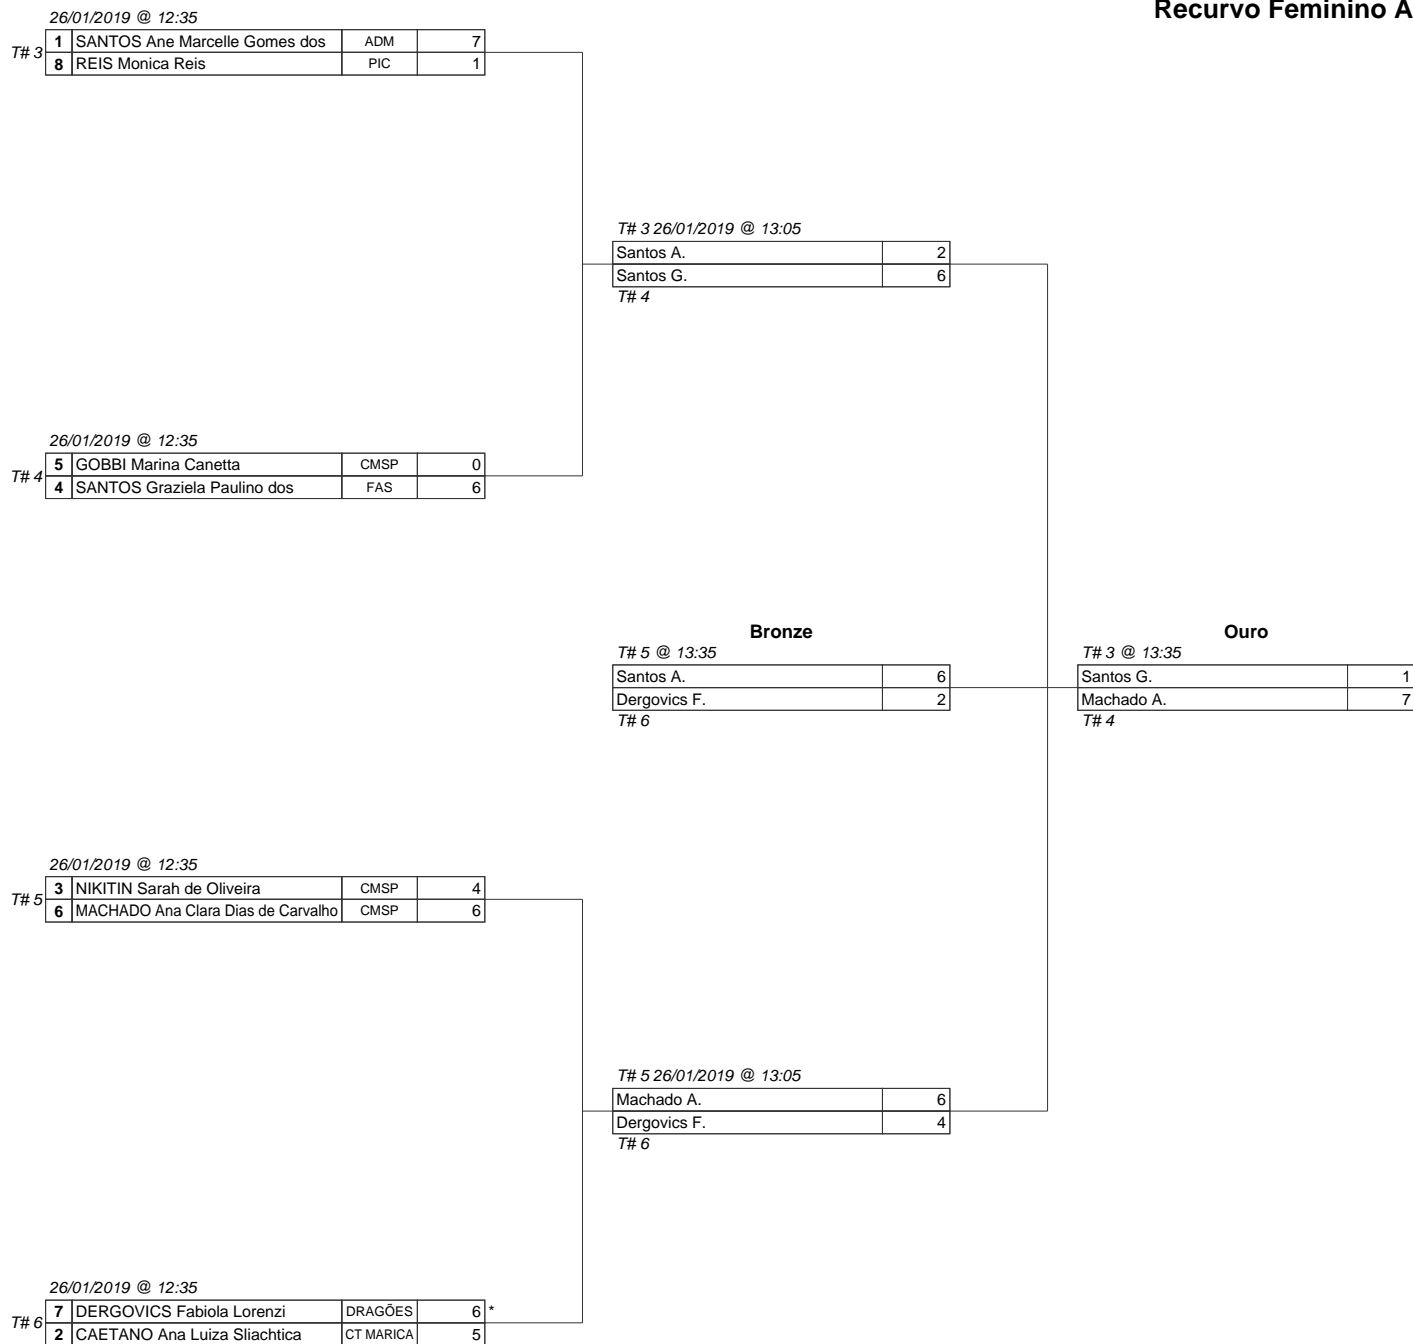 Recurvo Feminino A
26/01/2019 @ 12:35
T# 3
1 SANTOS Ane Marcelle Gomes dos ADM 7
8 REIS Monica Reis PIC 1
T# 3 26/01/2019 @ 13:05
Santos A. 2
Santos G. 6
T# 4
26/01/2019 @ 12:35
T# 4
5 GOBBI Marina Canetta CMSP 0
4 SANTOS Graziela Paulino dos FAS 6
Bronze
T# 5 @ 13:35
Santos A. 6
Dergovics F. 2
T# 6
Ouro
T# 3 @ 13:35
Santos G. 1
Machado A. 7
T# 4
26/01/2019 @ 12:35
T# 5
3 NIKITIN Sarah de Oliveira CMSP 4
6 MACHADO Ana Clara Dias de Carvalho CMSP 6
T# 5 26/01/2019 @ 13:05
Machado A. 6
Dergovics F. 4
T# 6
26/01/2019 @ 12:35
T# 6
7 DERGOVICS Fabiola Lorenzi DRAGÕES 6 *
2 CAETANO Ana Luiza Sliachtica CT MARICA 5